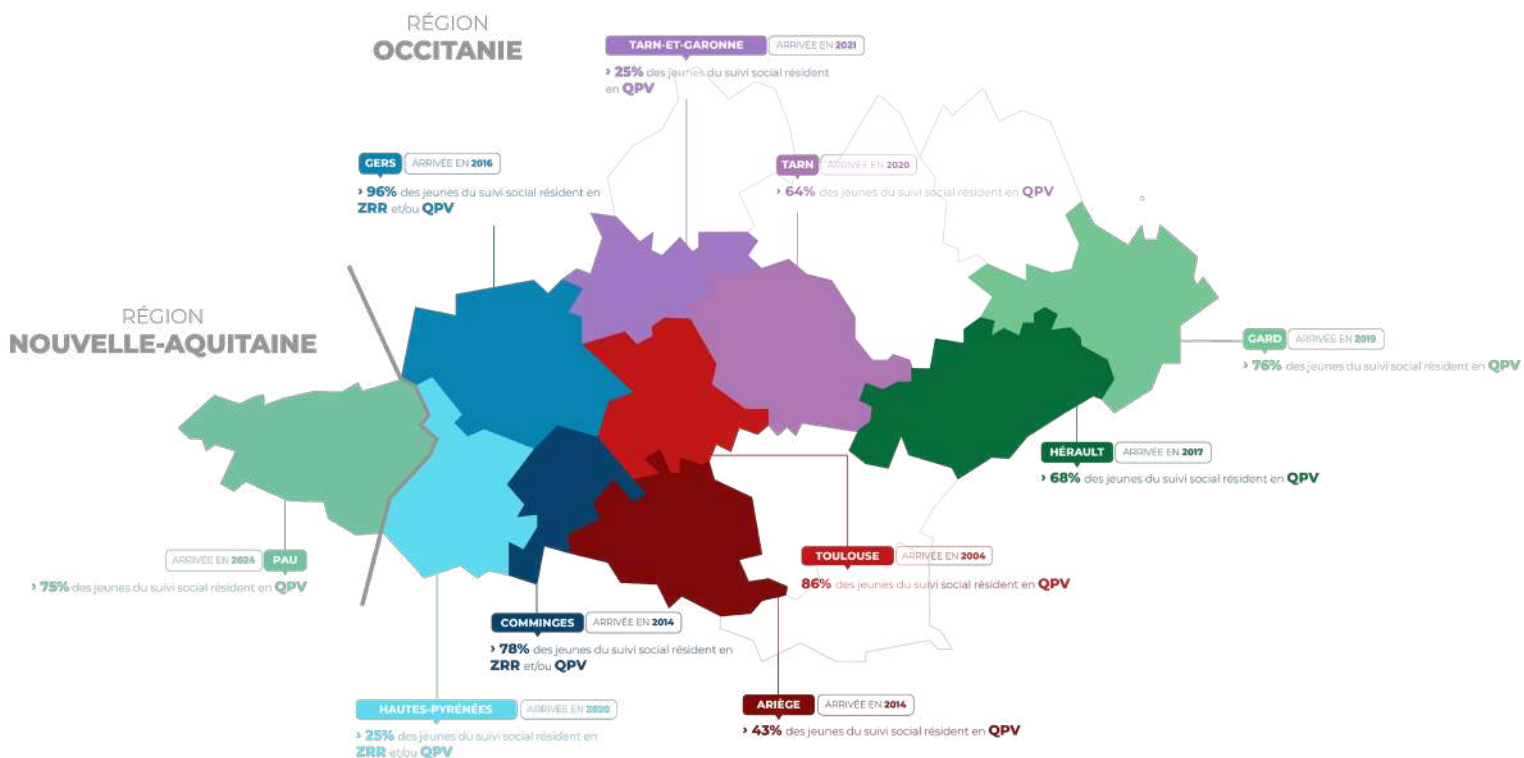 RÉGION
OCCITANIE
TARN-ET-GARONNE ARRIVÉE EN 2021
› 25% des jeunes du suivi social résident
en QPV
GERS ARRIVÉE EN 2016
› 96% des jeunes du suivi social résident en
ZRR et/ou QPV
TARN ARRIVÉE EN 2020
› 64% des jeunes du suivi social résident en QPV
RÉGION
NOUVELLE-AQUITAINE
GARD ARRIVÉE EN 2019
› 76% des jeunes du suivi social résident en QPV
HÉRAULT ARRIVÉE EN 2017
› 68% des jeunes du suivi social résident en QPV
ARRIVÉE EN 2024 PAU
› 75% des jeunes du suivi social résident en QPV
TOULOUSE ARRIVÉE EN 2004
86% des jeunes du suivi social résident en QPV
COMMINGES ARRIVÉE EN 2014
› 78% des jeunes du suivi social résident en
ZRR et/ou QPV
HAUTES-PYRÉNÉES ARRIVÉE EN 2020
› 25% des jeunes du suivi social résident en
ZRR et/ou QPV
ARIÈGE ARRIVÉE EN 2014
› 43% des jeunes du suivi social résident en QPV